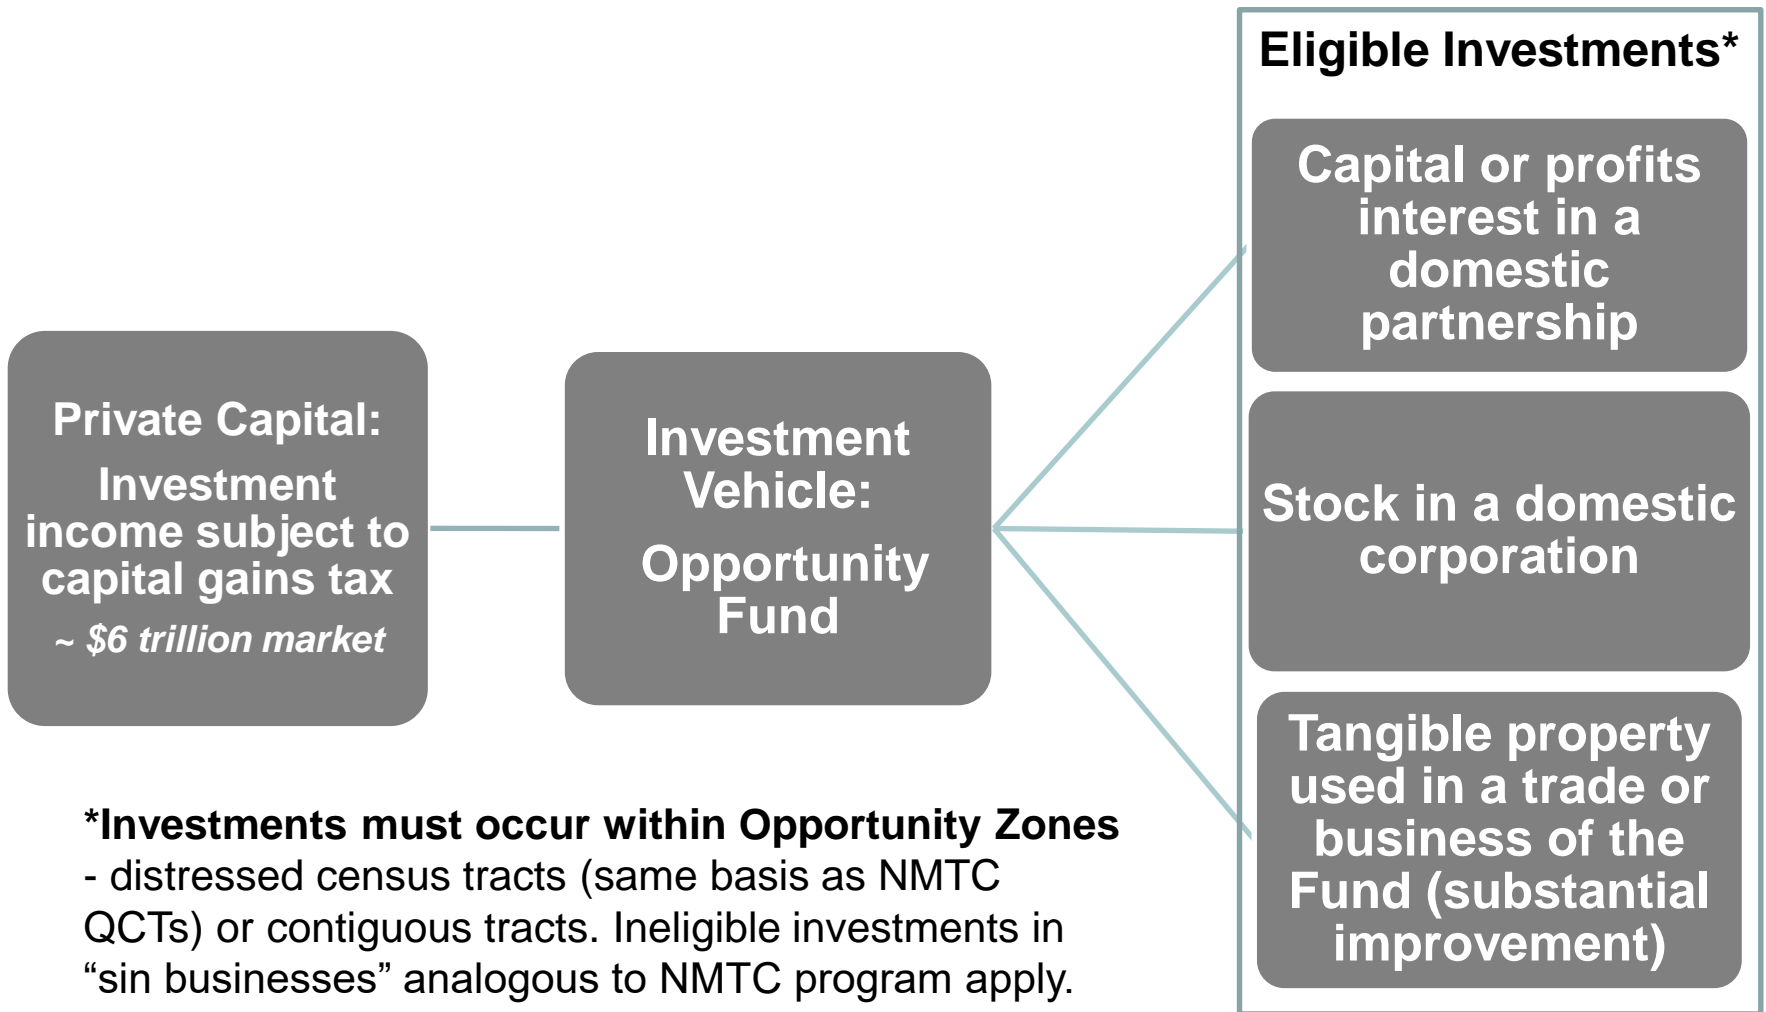 Eligible Investments*
Capital or profits
interest in a
domestic
partnership
Private Capital:
Investment
income subject to
capital gains tax
~ $6 trillion market
Investment
Vehicle:
Opportunity
Fund
Stock in a domestic
corporation
Tangible property
used in a trade or
business of the
Fund (substantial
improvement)
*Investments must occur within Opportunity Zones
- distressed census tracts (same basis as NMTC
QCTs) or contiguous tracts. Ineligible investments in
“sin businesses” analogous to NMTC program apply.